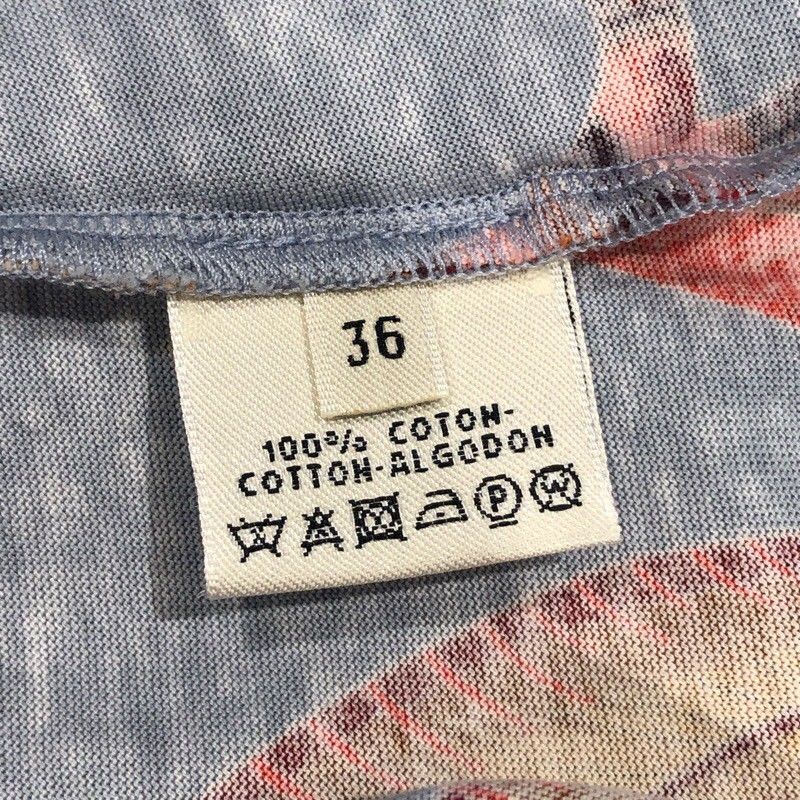 36
100% COTON-
COTTON-ALGODON
P W